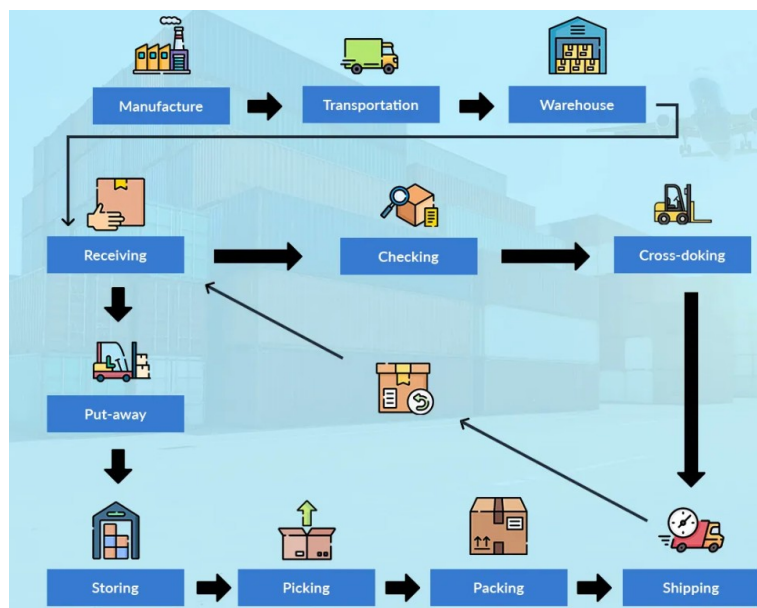 Manufacture
Transportation
Warehouse
Receiving
Checking
Cross-doking
Put-away
Storing
Picking
Packing
Shipping